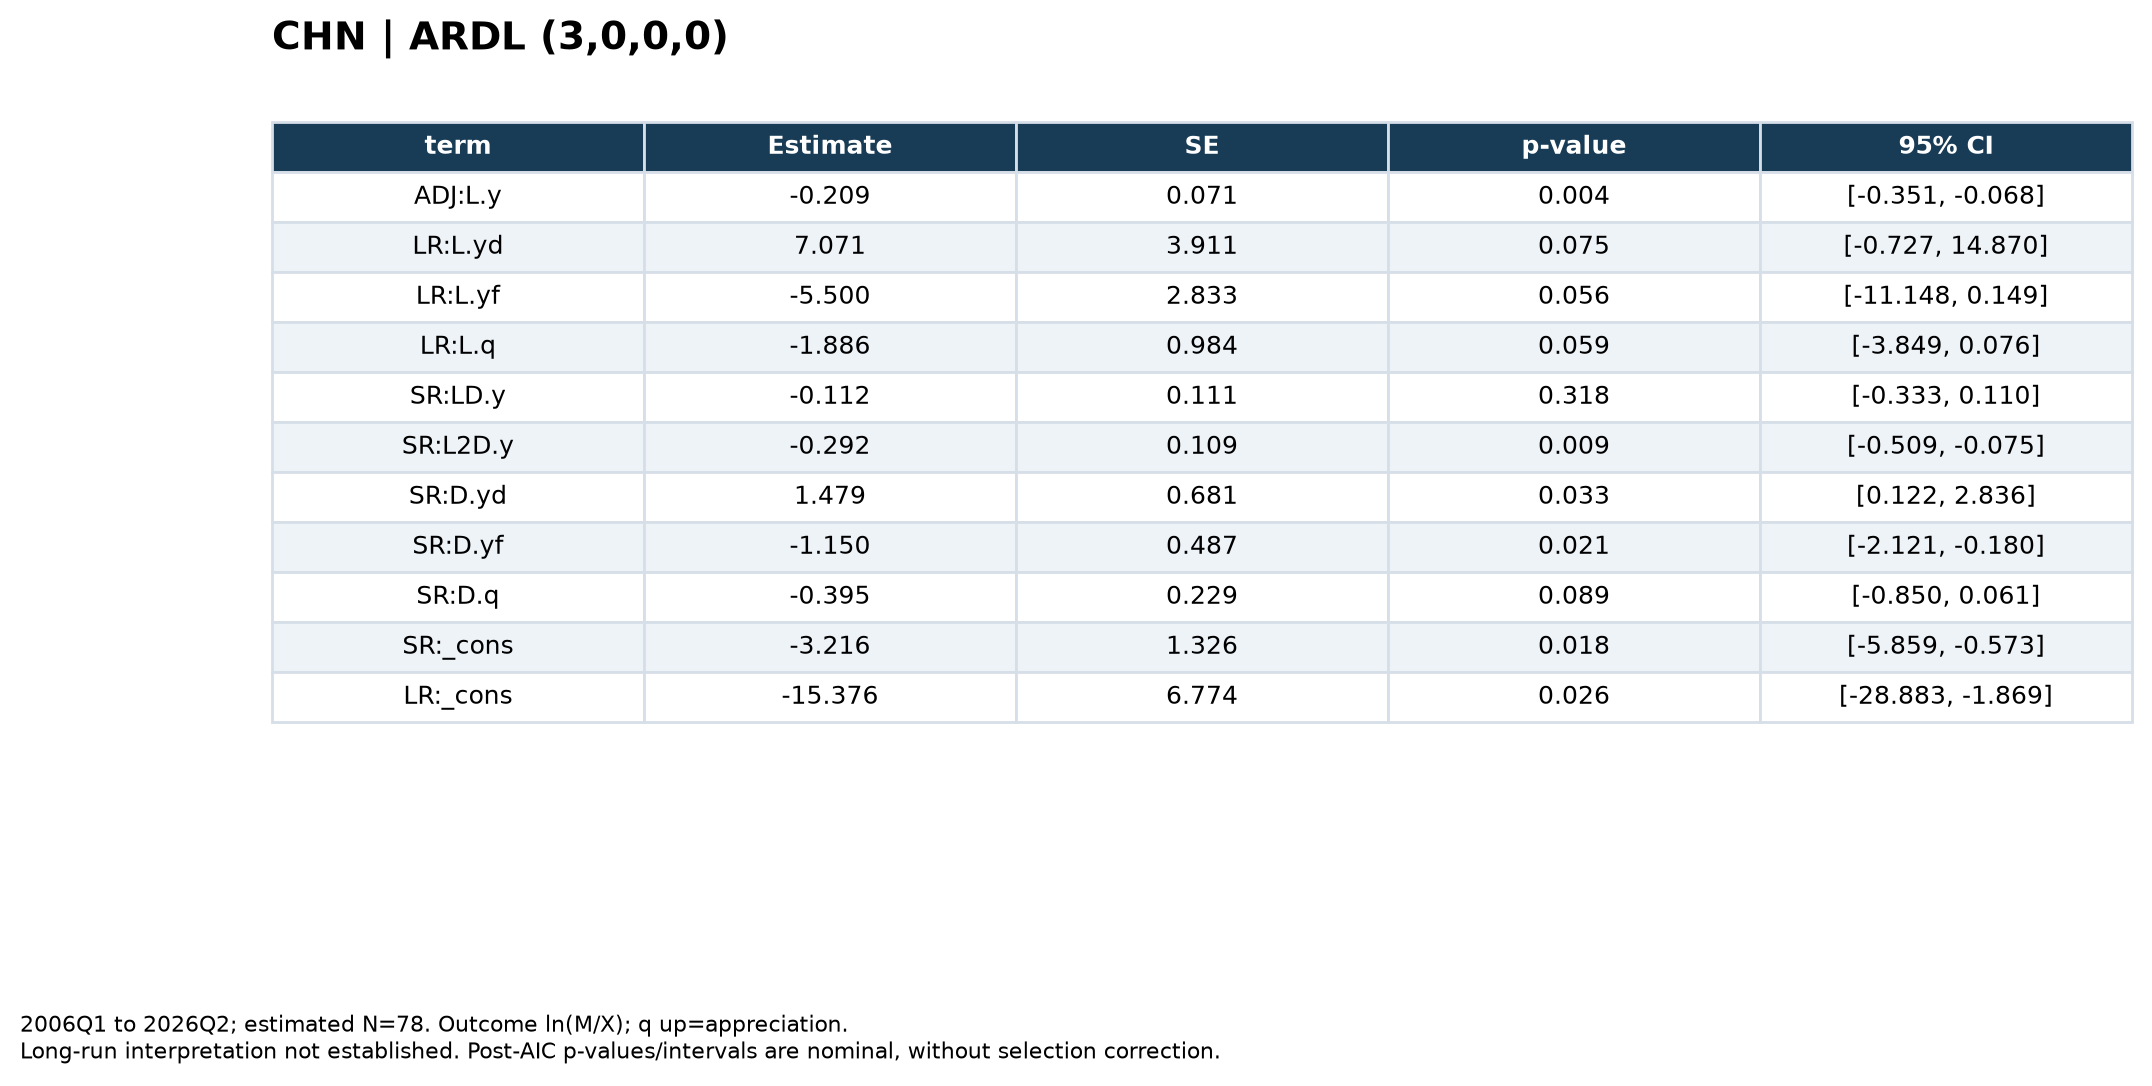 CHN | ARDL (3,0,0,0)
term Estimate SE p-value 95% CI
ADJ:L.y -0.209 0.071 0.004 [-0.351, -0.068]
LR:L.yd 7.071 3.911 0.075 [-0.727, 14.870]
LR:L.yf -5.500 2.833 0.056 [-11.148, 0.149]
LR:L.q -1.886 0.984 0.059 [-3.849, 0.076]
SR:LD.y -0.112 0.111 0.318 [-0.333, 0.110]
SR:L2D.y -0.292 0.109 0.009 [-0.509, -0.075]
SR:D.yd 1.479 0.681 0.033 [0.122, 2.836]
SR:D.yf -1.150 0.487 0.021 [-2.121, -0.180]
SR:D.q -0.395 0.229 0.089 [-0.850, 0.061]
SR:_cons -3.216 1.326 0.018 [-5.859, -0.573]
LR:_cons -15.376 6.774 0.026 [-28.883, -1.869]
2006Q1 to 2026Q2; estimated N=78. Outcome ln(M/X); q up=appreciation.
Long-run interpretation not established. Post-AIC p-values/intervals are nominal, without selection correction.